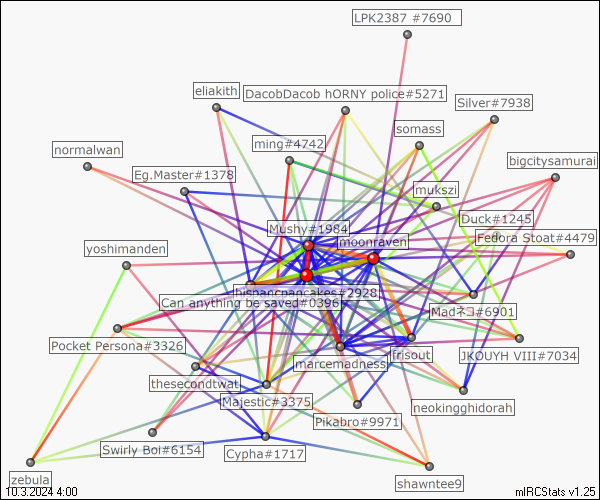 LPK2387 #7690
eliakith
DacobDacob hORNY police#5271
Silver#7938
somass
ming#4742
normalwan
bigcitysamurai
Eg.Master#1378
mukszi
Duck#1245
Mushy#1984
moonraven
Fedora Stoat#4479
yoshimanden
hispancpancakes#2928
Can anything be saved#0396
Madネコ#6901
Pocket Persona#3326
frisout
JKOUYH VIII#7034
marcemadness
thesecondtwat
Majestic#3375
neokingghidorah
Pikabro#9971
Swirly Boi#6154
Cypha#1717
zebula
shawntee9
10.3.2024 4:00
mIRCStats v1.25